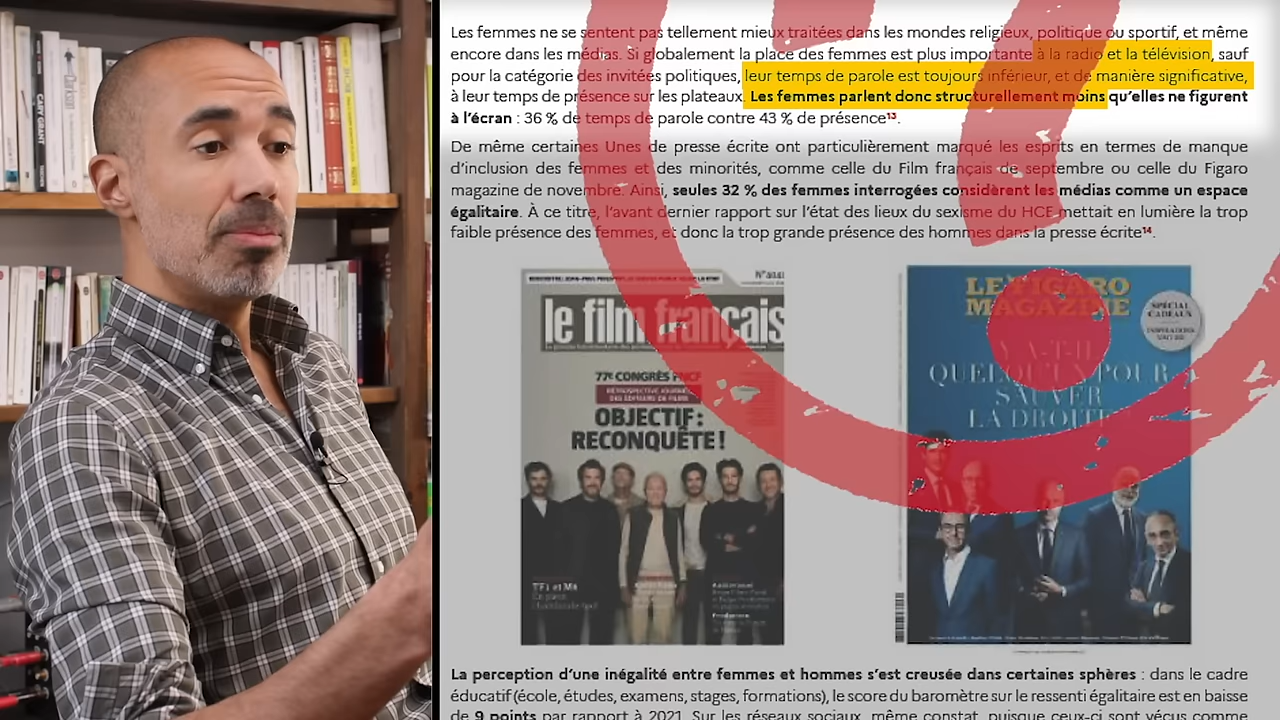 CARY GRANT
Les femmes ne se sentent pas tellement mieux traitées dans les mondes religieux, politique ou sportif, et même
encore dans les médias. Si globalement la place des femmes est plus importante à la radio et la télévision, sauf
pour la catégorie des invitées politiques, leur temps de parole est toujours inférieur, et de manière significative,
à leur temps de présence sur les plateaux. Les femmes parlent donc structurellement moins qu’elles ne figurent
à l’écran : 36 % de temps de parole contre 43 % de présence¹³.
De même certaines Unes de presse écrite ont particulièrement marqué les esprits en termes de manque
d’inclusion des femmes et des minorités, comme celle du Film français de septembre ou celle du Figaro
magazine de novembre. Ainsi, seules 32 % des femmes interrogées considèrent les médias comme un espace
égalitaire. À ce titre, l’avant dernier rapport sur l’état des lieux du sexisme du HCE mettait en lumière la trop
faible présence des femmes, et donc la trop grande présence des hommes dans la presse écrite¹⁴.
le film français
77e CONGRÈS FNCF
OBJECTIF :
RECONQUÊTE !
TF1 et M6
LE FIGARO
MAGAZINE
SPÉCIAL
CADEAUX
Y A-T-IL
QUELQU'UN POUR
SAUVER
LA DROITE
La perception d’une inégalité entre femmes et hommes s’est creusée dans certaines sphères : dans le cadre
éducatif (école, études, examens, stages, formations), le score du baromètre sur le ressenti égalitaire est en baisse
de 9 points par rapport à 2021. Sur les réseaux sociaux, même constat, puisque ceux-ci sont vécus comme